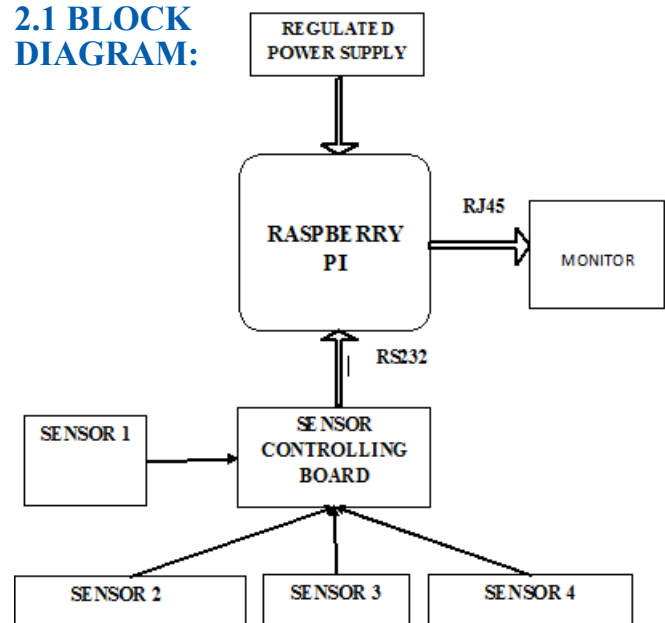 2.1 BLOCK
DIAGRAM:
REGULATED
POWER SUPPLY
RASPBERRY
PI
RJ45
MONITOR
RS232
SENSOR 1
SENSOR
CONTROLLING
BOARD
SENSOR 2
SENSOR 3
SENSOR 4